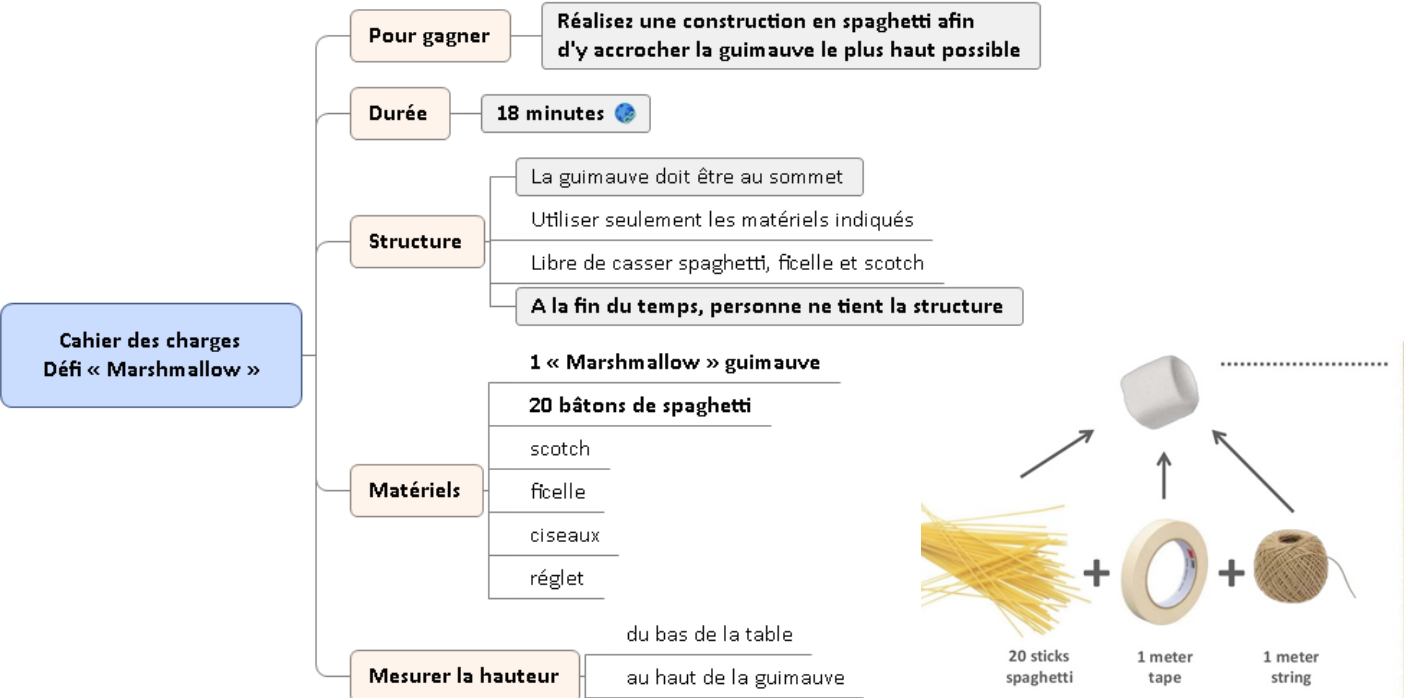 Pour gagner
Réalisez une construction en spaghetti afin
d'y accrocher la guimauve le plus haut possible
Durée
18 minutes
Structure
La guimauve doit être au sommet
Utiliser seulement les matériels indiqués
Libre de casser spaghetti, ficelle et scotch
A la fin du temps, personne ne tient la structure
Cahier des charges
Défi « Marshmallow »
Matériels
1 « Marshmallow » guimauve
20 bâtons de spaghetti
scotch
ficelle
ciseaux
réglet
Mesurer la hauteur
du bas de la table
au haut de la guimauve
20 sticks
spaghetti
1 meter
tape
1 meter
string